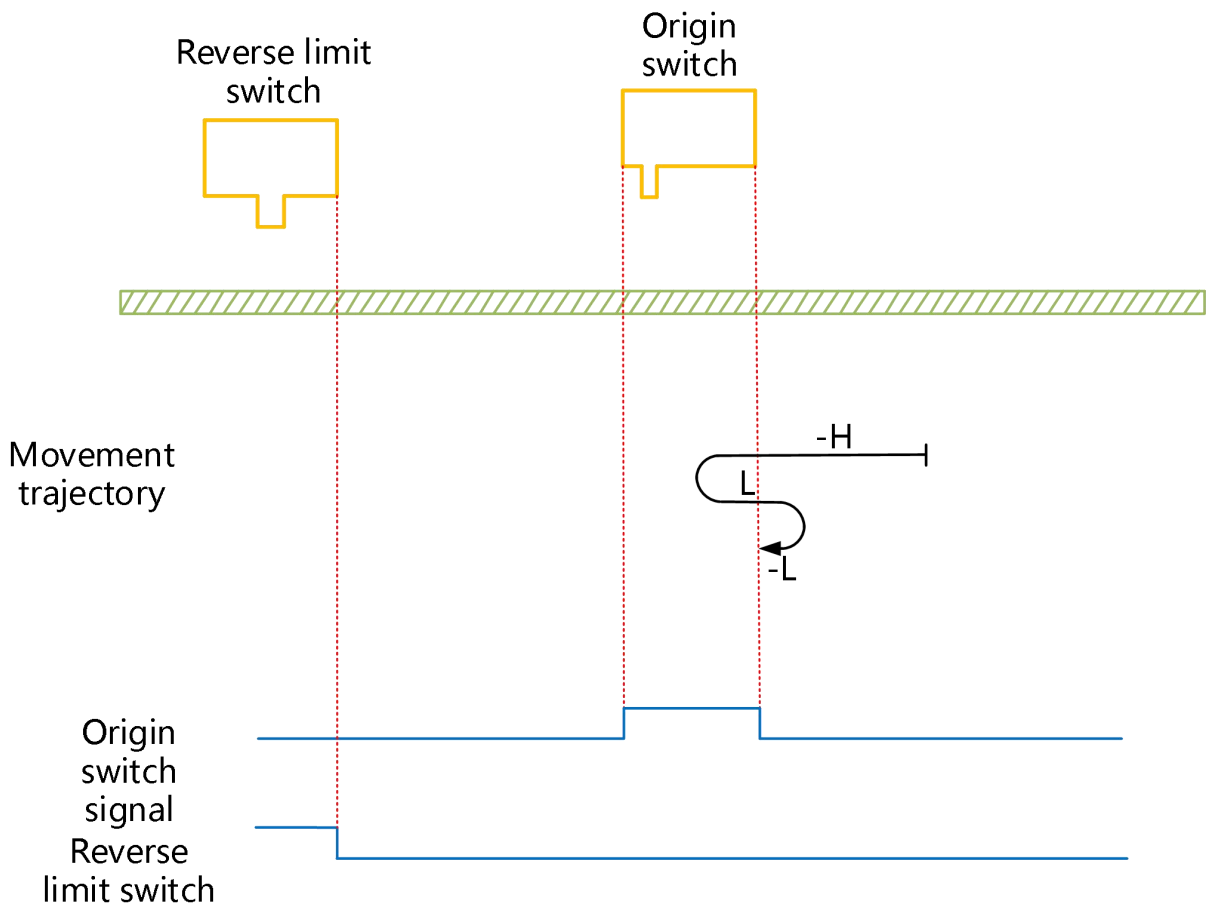 Reverse limit
switch
Origin
switch
Movement
trajectory
-H
L
-L
Origin
switch
signal
Reverse
limit switch